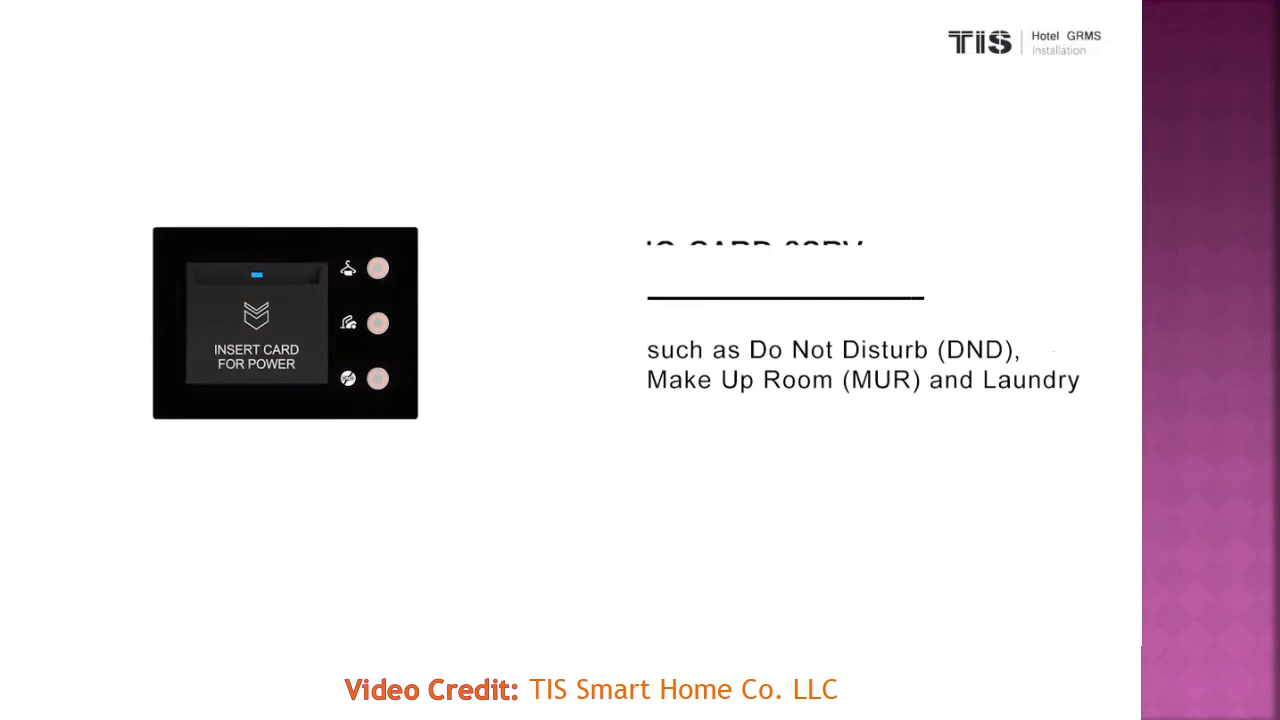 TIS
Hotel GRMS
Installation
INSERT CARD
FOR POWER
such as Do Not Disturb (DND),
Make Up Room (MUR) and Laundry
Video Credit: TIS Smart Home Co. LLC